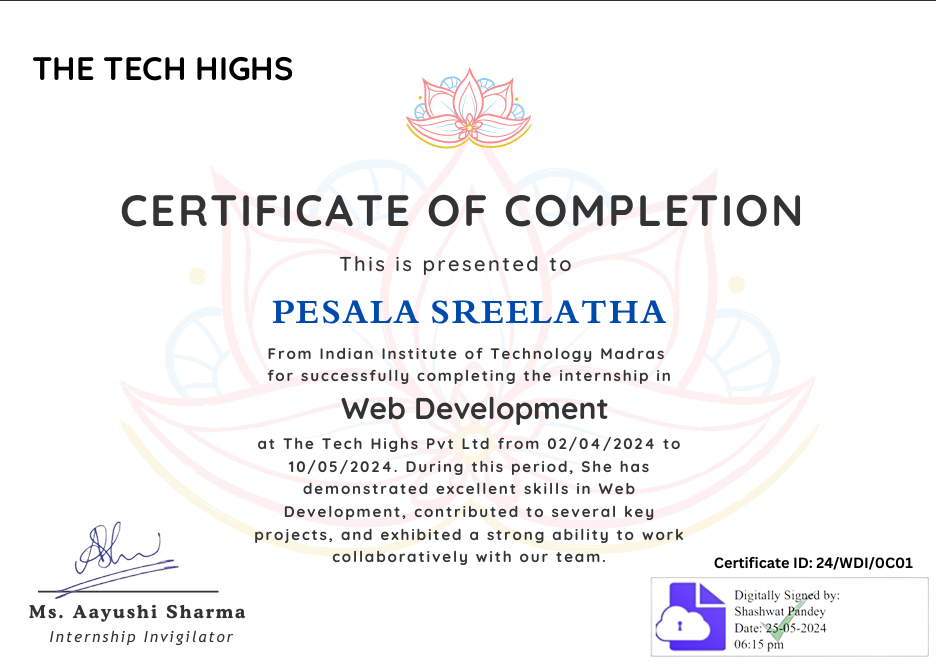 THE TECH HIGHS
CERTIFICATE OF COMPLETION
This is presented to
PESALA SREELATHA
From Indian Institute of Technology Madras
for successfully completing the internship in
Web Development
at The Tech Highs Pvt Ltd from 02/04/2024 to
10/05/2024. During this period, She has
demonstrated excellent skills in Web
Development, contributed to several key
projects, and exhibited a strong ability to work
collaboratively with our team.
Ms. Aayushi Sharma
Internship Invigilator
Certificate ID: 24/WDI/0C01
Digitally Signed by:
Shashwat Pandey
Date: 25-05-2024
06:15 pm